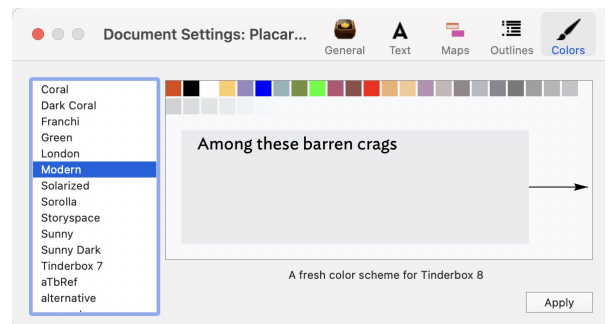 Document Settings: Placar...
General
Text
Maps
Outlines
Colors
Coral
Dark Coral
Franchi
Green
London
Modern
Solarized
Sorolla
Storyspace
Sunny
Sunny Dark
Tinderbox 7
aTbRef
alternative
Among these barren crags
A fresh color scheme for Tinderbox 8
Apply